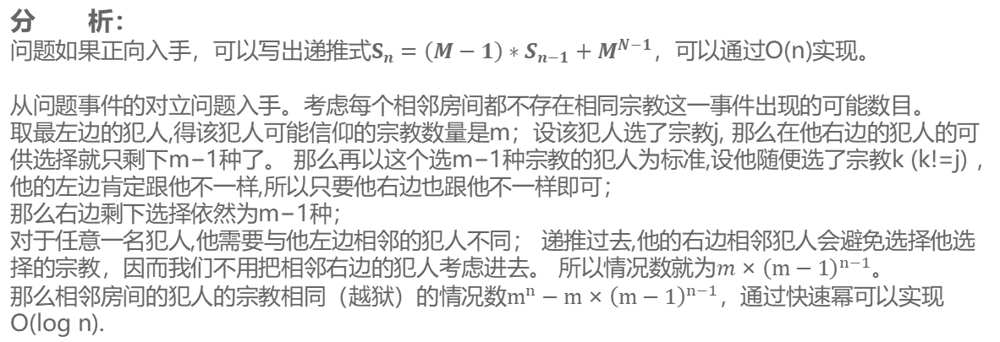 分　　析：
问题如果正向入手，可以写出递推式Sₙ = (M − 1) ∗ Sₙ₋₁ + Mᴺ⁻¹，可以通过O(n)实现。
从问题事件的对立问题入手。考虑每个相邻房间都不存在相同宗教这一事件出现的可能数目。
取最左边的犯人,得该犯人可能信仰的宗教数量是m；设该犯人选了宗教j, 那么在他右边的犯人的可
供选择就只剩下m−1种了。 那么再以这个选m−1种宗教的犯人为标准,设他随便选了宗教k (k!=j) ，
他的左边肯定跟他不一样,所以只要他右边也跟他不一样即可；
那么右边剩下选择依然为m−1种；
对于任意一名犯人,他需要与他左边相邻的犯人不同； 递推过去,他的右边相邻犯人会避免选择他选
择的宗教，因而我们不用把相邻右边的犯人考虑进去。 所以情况数就为m × (m − 1)ⁿ⁻¹。
那么相邻房间的犯人的宗教相同（越狱）的情况数mⁿ − m × (m − 1)ⁿ⁻¹，通过快速幂可以实现
O(log n).